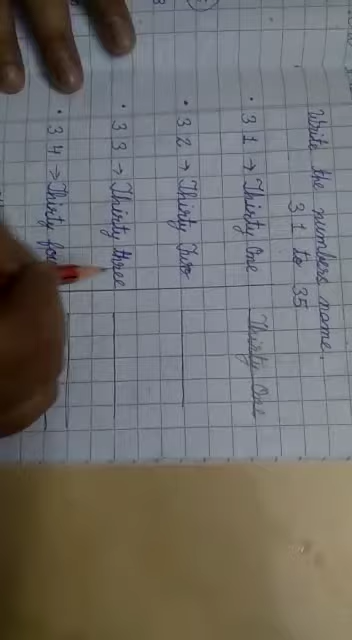 Write the numbers name.
31 to 35
• 31 → Thirty One Thirty One
• 32 → Thirty Two
• 33 → Thirty three
• 34 → Thirty fou